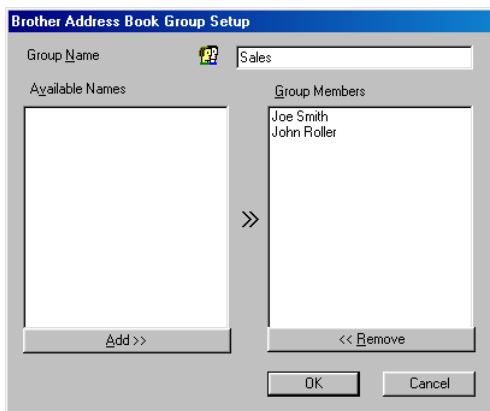 Brother Address Book Group Setup
Group Name
Sales
Available Names
Group Members
Joe Smith
John Roller
>>
Add >>
<< Remove
OK
Cancel